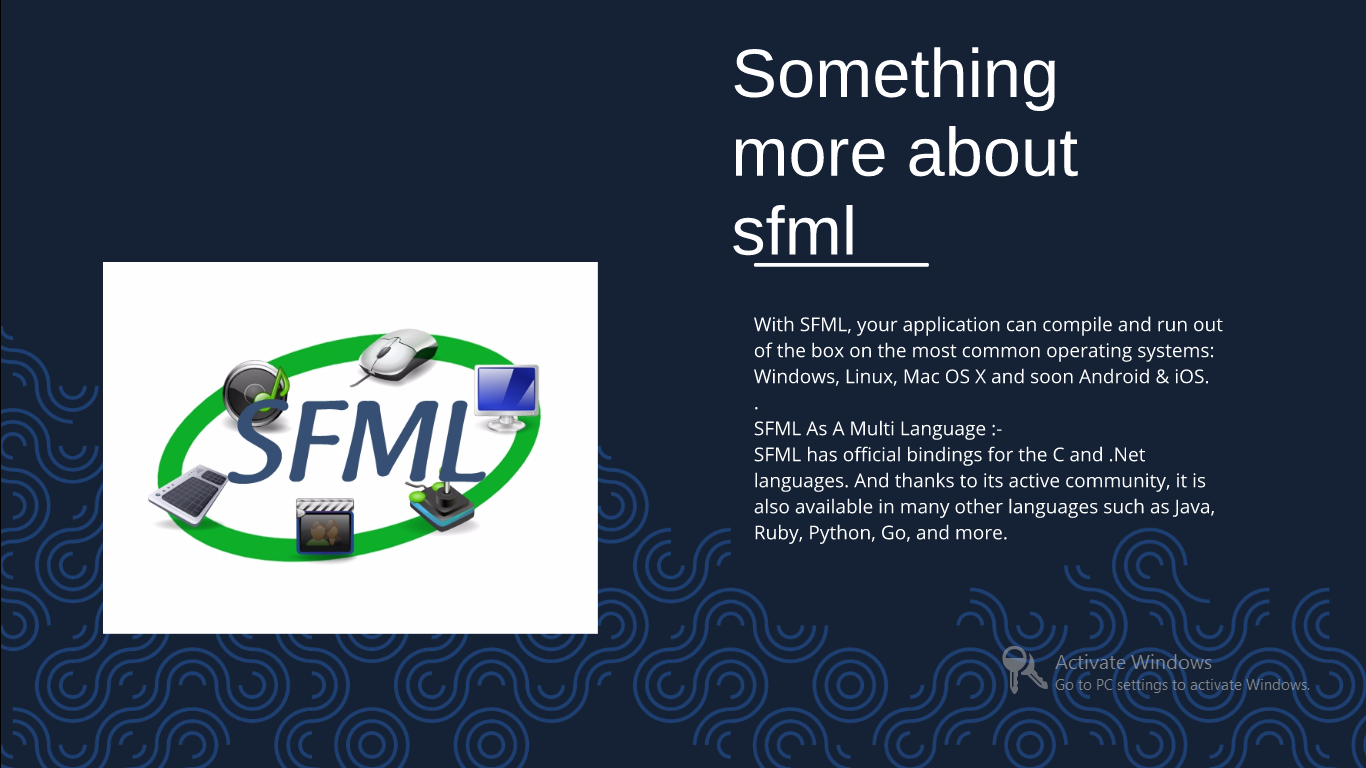 Something
more about
sfml
SFML
With SFML, your application can compile and run out
of the box on the most common operating systems:
Windows, Linux, Mac OS X and soon Android & iOS.
.
SFML As A Multi Language :-
SFML has official bindings for the C and .Net
languages. And thanks to its active community, it is
also available in many other languages such as Java,
Ruby, Python, Go, and more.
Activate Windows
Go to PC settings to activate Windows.